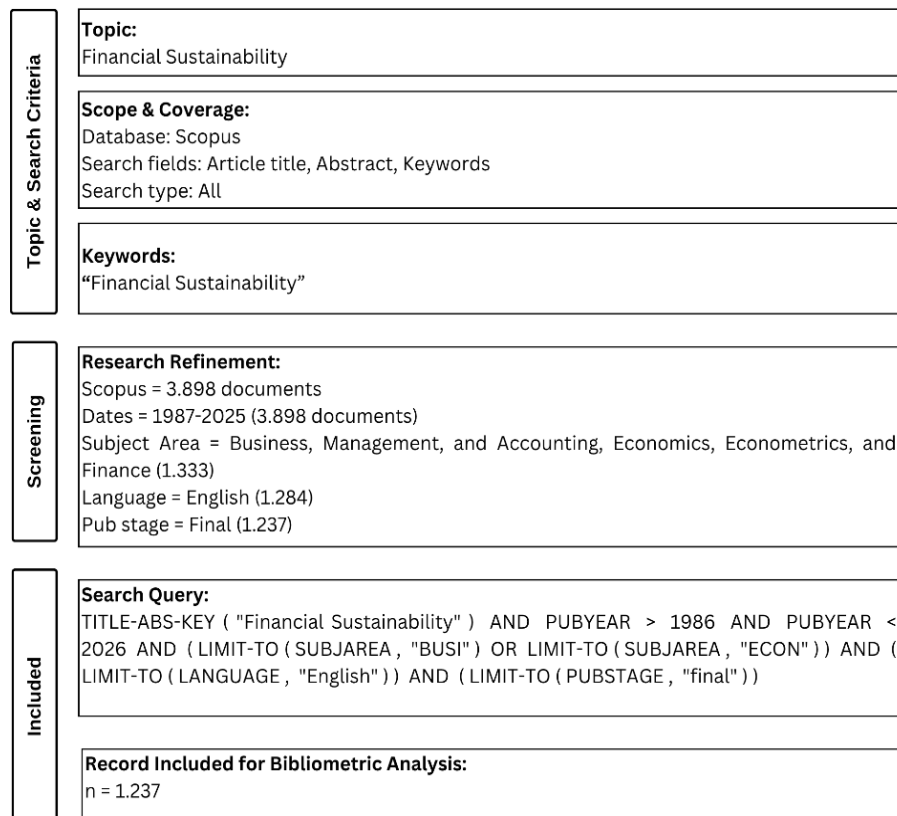 Topic & Search Criteria
Topic:
Financial Sustainability
Scope & Coverage:
Database: Scopus
Search fields: Article title, Abstract, Keywords
Search type: All
Keywords:
“Financial Sustainability”
Screening
Research Refinement:
Scopus = 3.898 documents
Dates = 1987-2025 (3.898 documents)
Subject Area = Business, Management, and Accounting, Economics, Econometrics, and
Finance (1.333)
Language = English (1.284)
Pub stage = Final (1.237)
Included
Search Query:
TITLE-ABS-KEY ( "Financial Sustainability" ) AND PUBYEAR > 1986 AND PUBYEAR <
2026 AND ( LIMIT-TO ( SUBJAREA , "BUSI" ) OR LIMIT-TO ( SUBJAREA , "ECON" ) ) AND (
LIMIT-TO ( LANGUAGE , "English" ) ) AND ( LIMIT-TO ( PUBSTAGE , "final" ) )
Record Included for Bibliometric Analysis:
n = 1.237